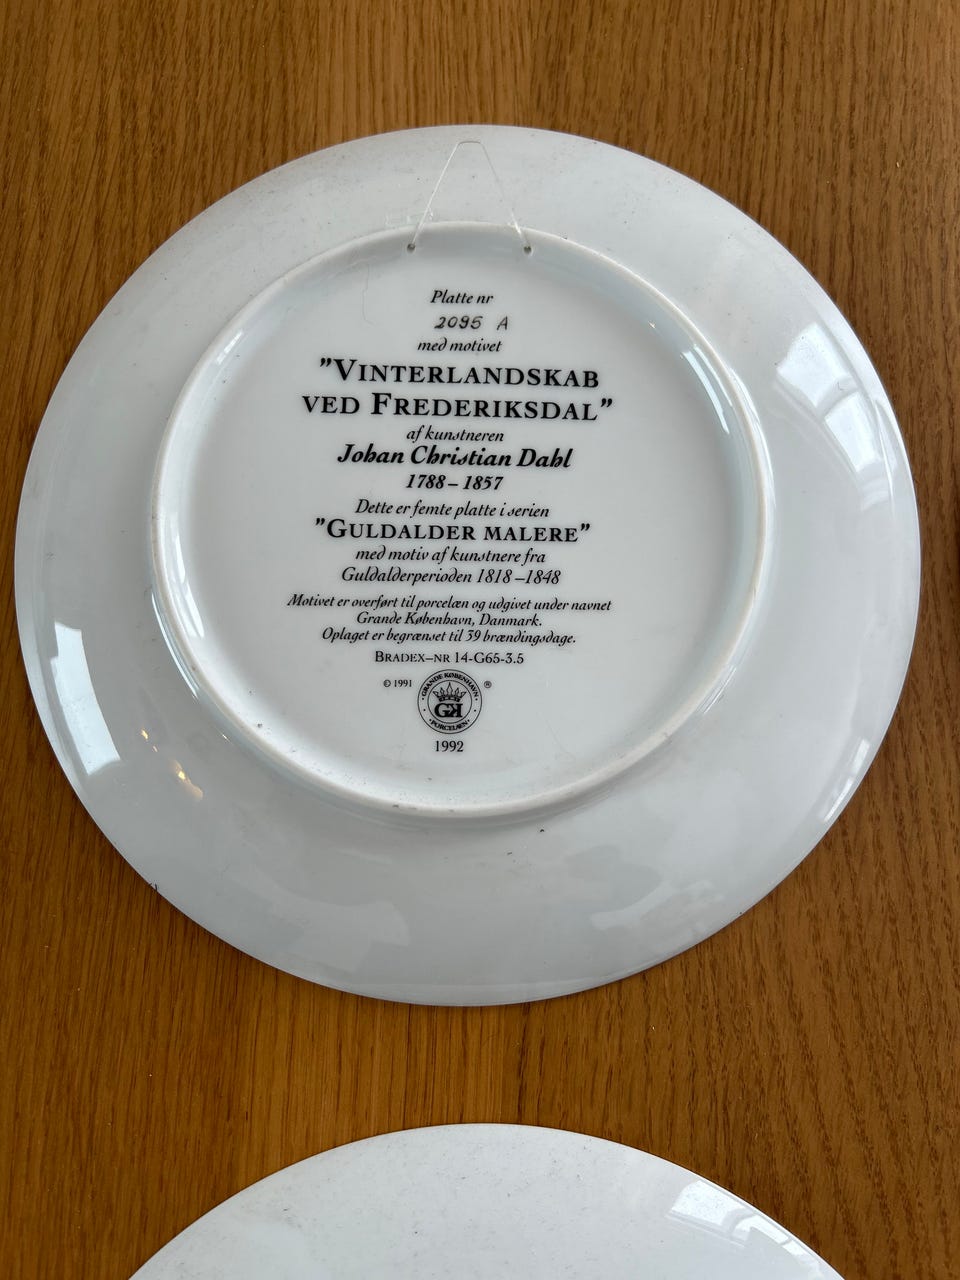 Platte nr
2095 A
med motivet
"VINTERLANDSKAB
VED FREDERIKSDAL"
af kunstneren
Johan Christian Dahl
1788–1857
Dette er femte platte i serien
"GULDALDER MALERE"
med motiv af kunstnere fra
Guldalderperioden 1818–1848
Motivet er overført til porcelæn og udgivet under navnet
Grande København, Danmark.
Oplaget er begrænset til 39 brændingsdage.
BRADEX–NR 14-G65-3.5
© 1991 ®
GRANDE KØBENHAVN
GK
PORCELÆN
1992